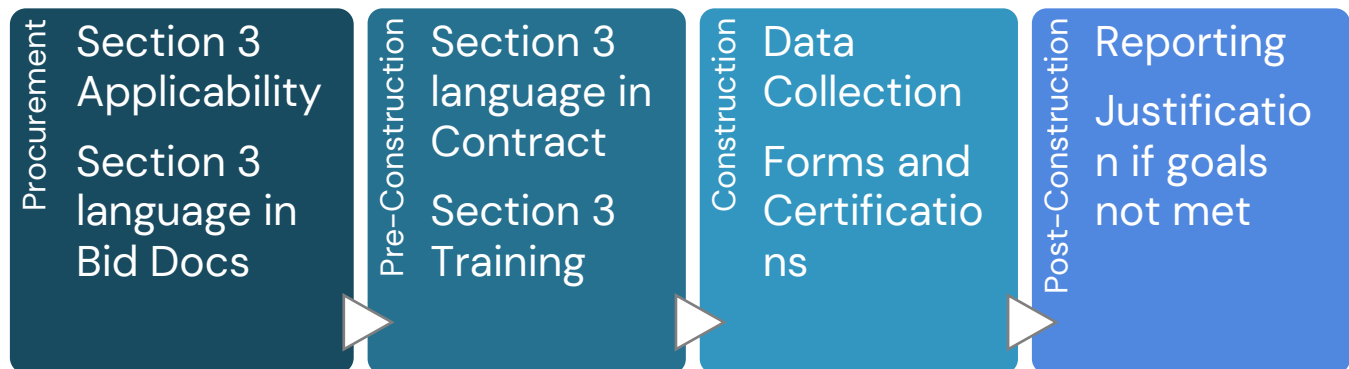 Procurement
Section 3
Applicability
Section 3
language in
Bid Docs
Pre-Construction
Section 3
language in
Contract
Section 3
Training
Construction
Data
Collection
Forms and
Certificatio
ns
Post-Construction
Reporting
Justificatio
n if goals
not met